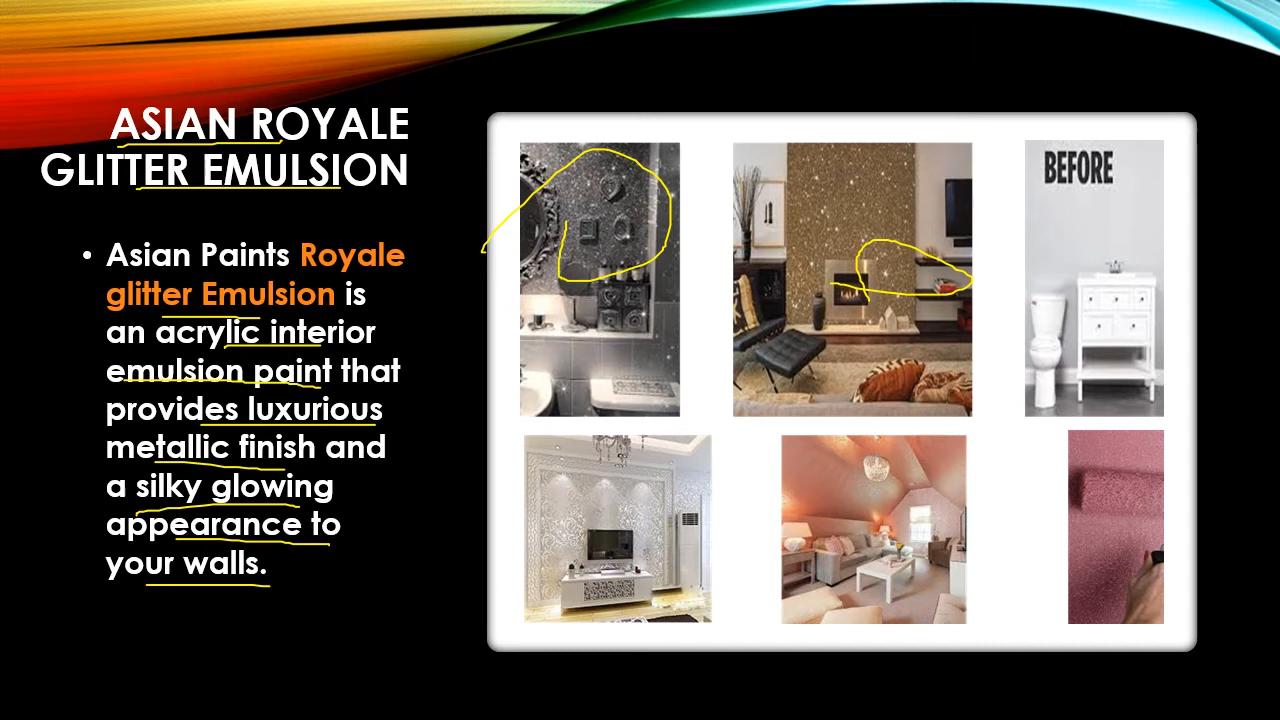 ASIAN ROYALE
GLITTER EMULSION
• Asian Paints Royale
glitter Emulsion is
an acrylic interior
emulsion paint that
provides luxurious
metallic finish and
a silky glowing
appearance to
your walls.
BEFORE